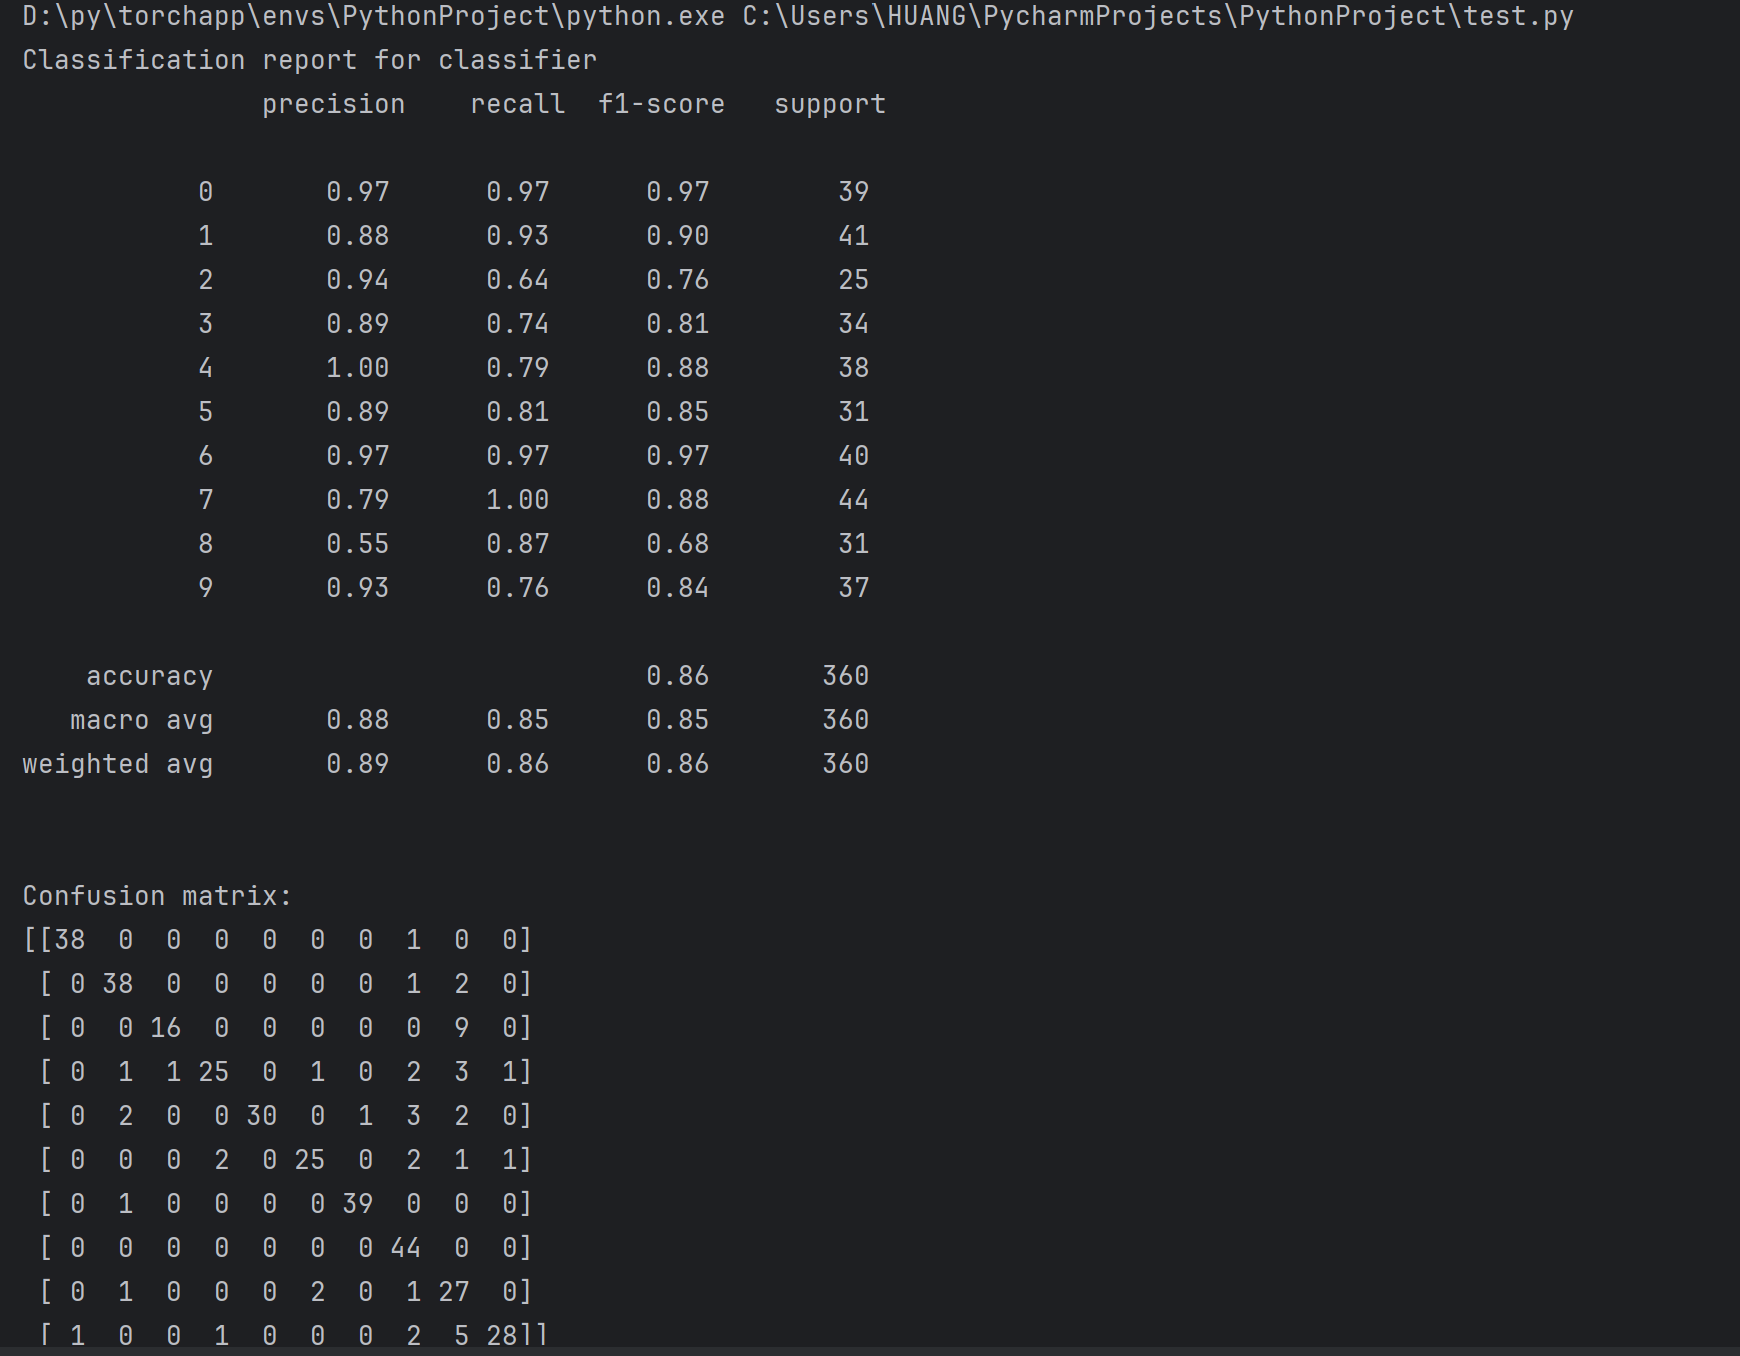 D:\py\torchapp\envs\PythonProject\python.exe C:\Users\HUANG\PycharmProjects\PythonProject\test.py
Classification report for classifier
              precision    recall  f1-score   support

           0       0.97      0.97      0.97        39
           1       0.88      0.93      0.90        41
           2       0.94      0.64      0.76        25
           3       0.89      0.74      0.81        34
           4       1.00      0.79      0.88        38
           5       0.89      0.81      0.85        31
           6       0.97      0.97      0.97        40
           7       0.79      1.00      0.88        44
           8       0.55      0.87      0.68        31
           9       0.93      0.76      0.84        37

    accuracy                           0.86       360
   macro avg       0.88      0.85      0.85       360
weighted avg       0.89      0.86      0.86       360

Confusion matrix:
[[38  0  0  0  0  0  0  1  0  0]
 [ 0 38  0  0  0  0  0  1  2  0]
 [ 0  0 16  0  0  0  0  0  9  0]
 [ 0  1  1 25  0  1  0  2  3  1]
 [ 0  2  0  0 30  0  1  3  2  0]
 [ 0  0  0  2  0 25  0  2  1  1]
 [ 0  1  0  0  0  0 39  0  0  0]
 [ 0  0  0  0  0  0  0 44  0  0]
 [ 0  1  0  0  0  2  0  1 27  0]
 [ 1  0  0  1  0  0  0  2  5 28]]